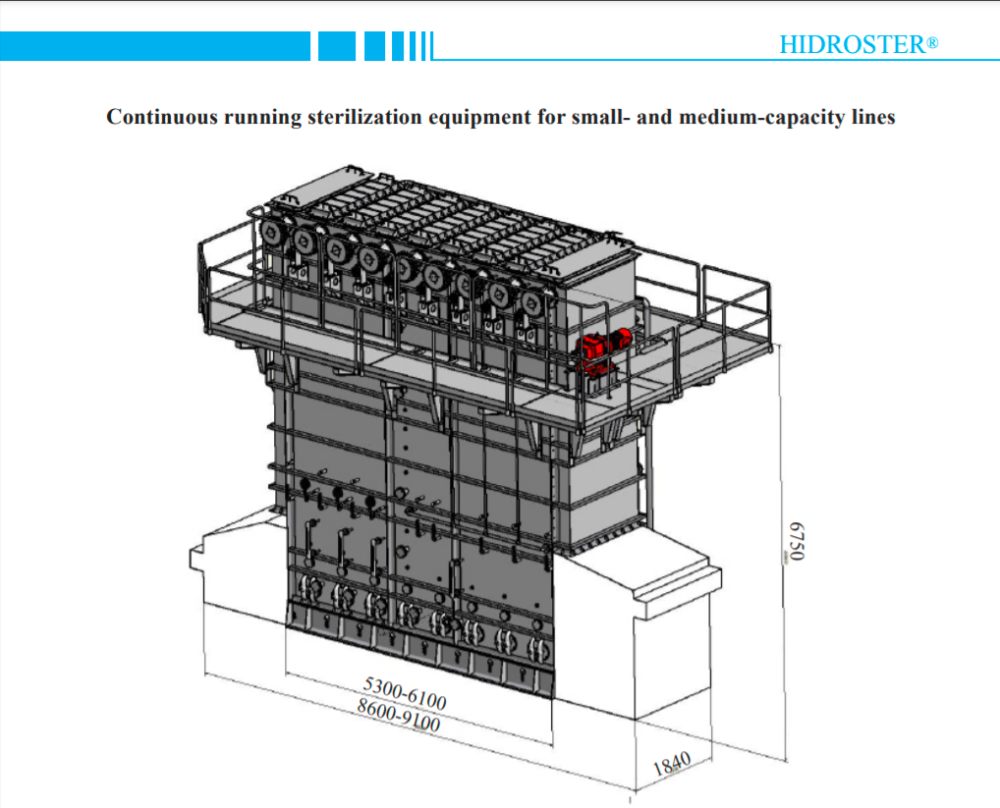 HIDROSTER®
Continuous running sterilization equipment for small- and medium-capacity lines
6750
5300-6100
8600-9100
1840